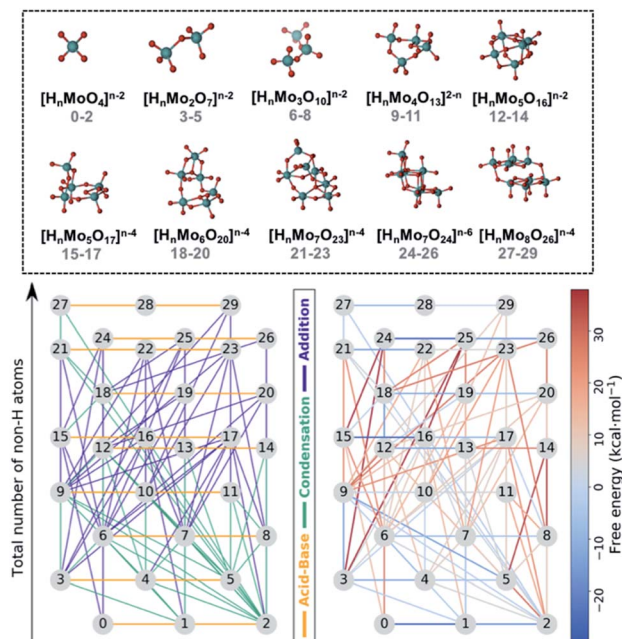 [HnMoO4]n-2 [HnMo2O7]n-2 [HnMo3O10]n-2 [HnMo4O13]2-n [HnMo5O16]n-2
0-2 3-5 6-8 9-11 12-14
[HnMo5O17]n-4 [HnMo6O20]n-4 [HnMo7O23]n-4 [HnMo7O24]n-6 [HnMo8O26]n-4
15-17 18-20 21-23 24-26 27-29
Total number of non-H atoms
27 28 29
24 25 26
21 22 23
18 19 20
15 16 17
12 13 14
9 10 11
6 7 8
3 4 5
0 1 2
Acid-Base Condensation Addition
27 28 29
24 25 26
21 22 23
18 19 20
15 16 17
12 13 14
9 10 11
6 7 8
3 4 5
0 1 2
30
20
10
0
−10
−20
Free energy (kcal·mol−1)